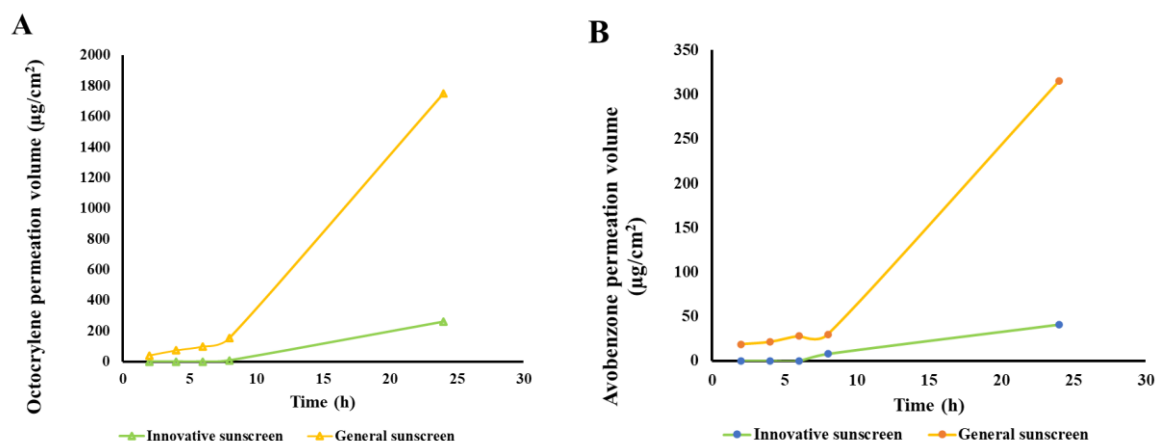 A
Octocrylene permeation volume (µg/cm²)
2000
1800
1600
1400
1200
1000
800
600
400
200
0
0 5 10 15 20 25 30
Time (h)
Innovative sunscreen General sunscreen
B
Avobenzone permeation volume
(µg/cm²)
350
300
250
200
150
100
50
0
0 5 10 15 20 25 30
Time (h)
Innovative sunscreen General sunscreen